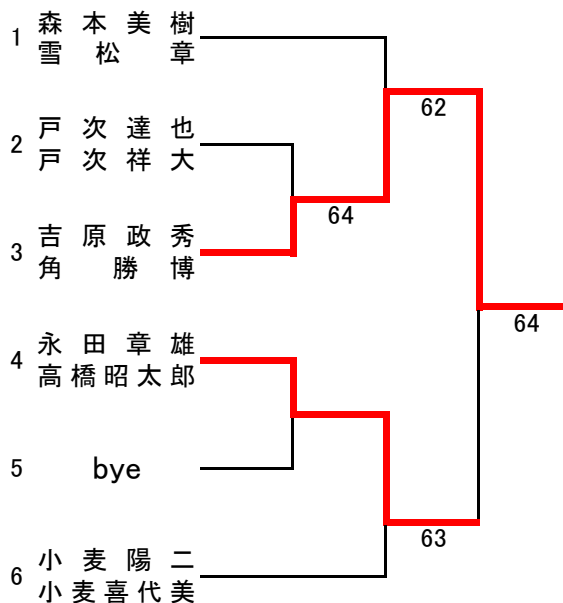 1 森本美樹
雪松章
62
2 戸次達也
戸次祥大
64
3 吉原政秀
角勝博
64
4 永田章雄
高橋昭太郎
5 bye
63
6 小麦陽二
小麦喜代美